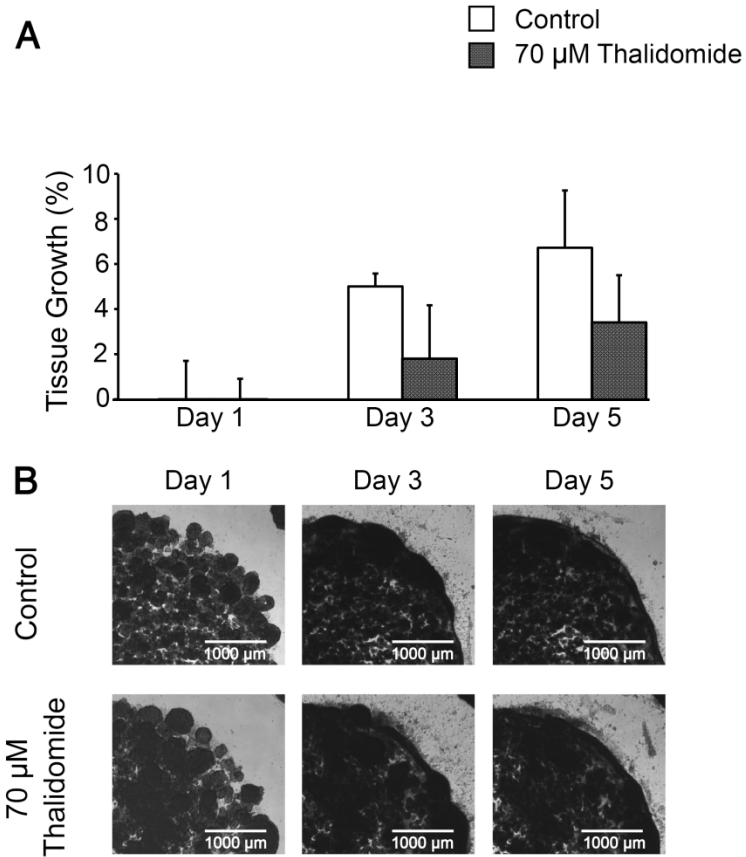 A
Control
70 µM Thalidomide
Tissue Growth (%)
10
8
6
4
2
0
Day 1
Day 3
Day 5
B
Day 1
Day 3
Day 5
Control
1000 µm
1000 µm
1000 µm
70 µM
Thalidomide
1000 µm
1000 µm
1000 µm